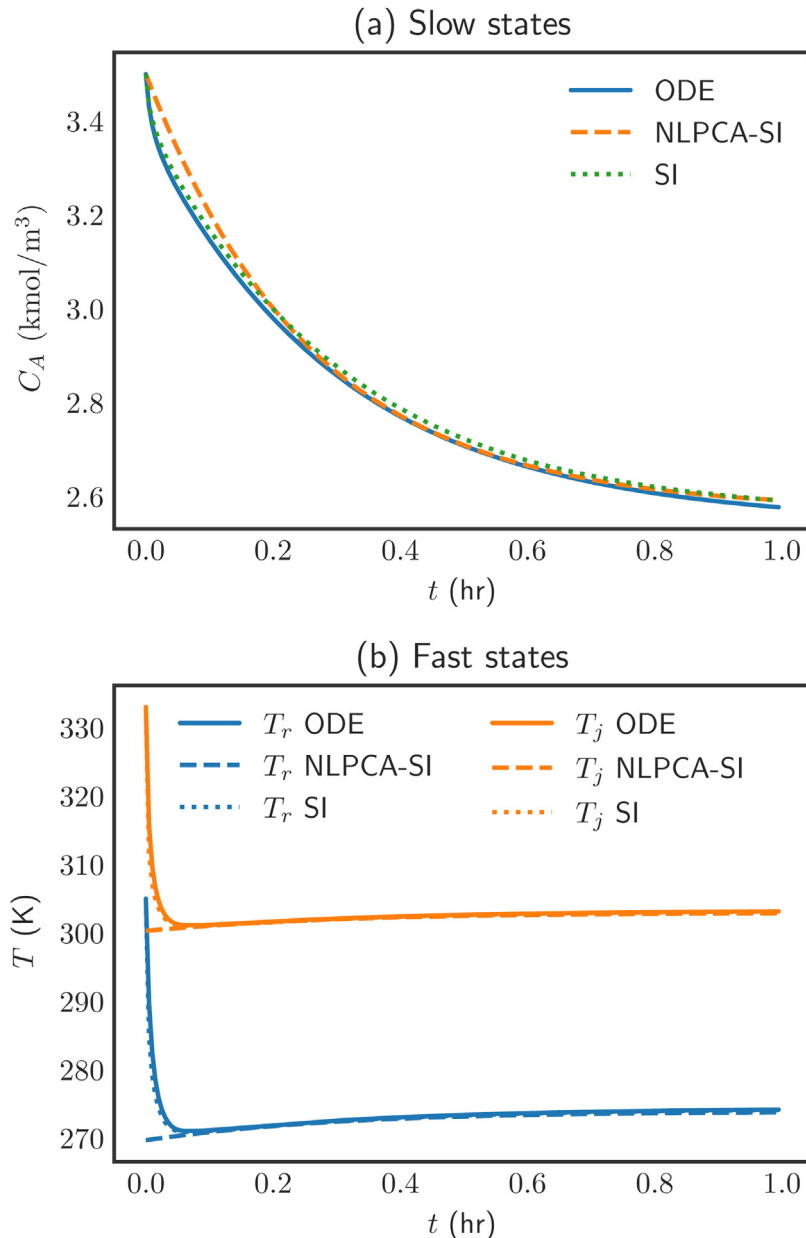 (a) Slow states
ODE
NLPCA-SI
SI
3.4
3.2
3.0
2.8
2.6
C_A (kmol/m³)
0.0 0.2 0.4 0.6 0.8 1.0
t (hr)
(b) Fast states
T_r ODE
T_r NLPCA-SI
T_r SI
T_j ODE
T_j NLPCA-SI
T_j SI
330
320
310
300
290
280
270
T (K)
0.0 0.2 0.4 0.6 0.8 1.0
t (hr)